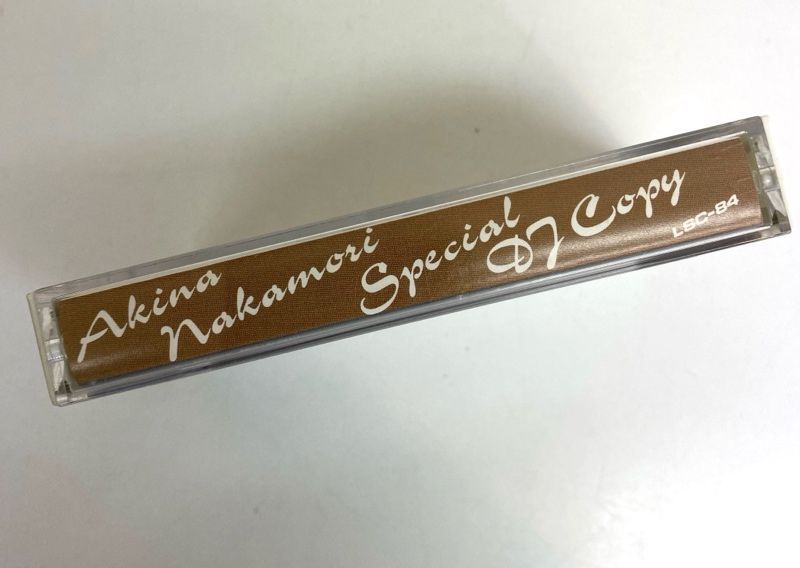 Akina
Nakamori
Special
DJ Copy
LSC-84